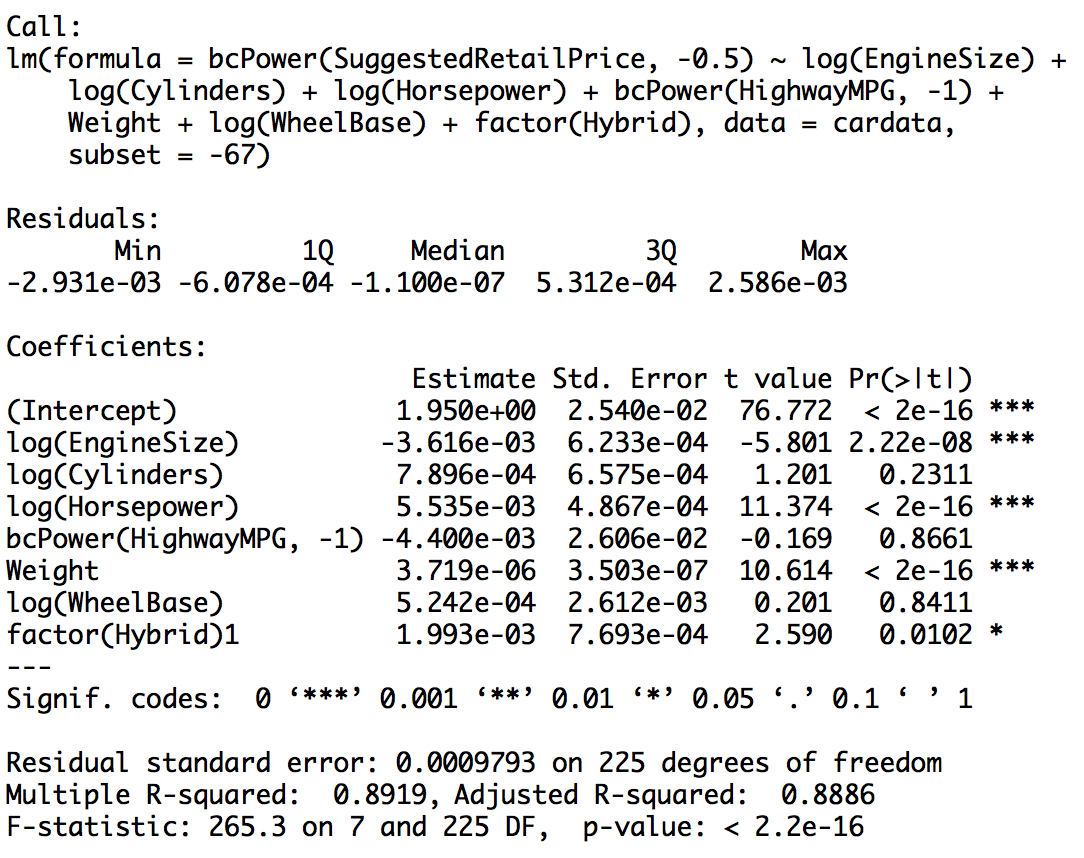 Call:
lm(formula = bcPower(SuggestedRetailPrice, -0.5) ~ log(EngineSize) +
    log(Cylinders) + log(Horsepower) + bcPower(HighwayMPG, -1) +
    Weight + log(WheelBase) + factor(Hybrid), data = cardata,
    subset = -67)

Residuals:
       Min         1Q     Median         3Q        Max
-2.931e-03 -6.078e-04 -1.100e-07  5.312e-04  2.586e-03

Coefficients:
                          Estimate Std. Error t value Pr(>|t|)
(Intercept)              1.950e+00  2.540e-02  76.772  < 2e-16 ***
log(EngineSize)         -3.616e-03  6.233e-04  -5.801 2.22e-08 ***
log(Cylinders)           7.896e-04  6.575e-04   1.201   0.2311
log(Horsepower)          5.535e-03  4.867e-04  11.374  < 2e-16 ***
bcPower(HighwayMPG, -1) -4.400e-03  2.606e-02  -0.169   0.8661
Weight                   3.719e-06  3.503e-07  10.614  < 2e-16 ***
log(WheelBase)           5.242e-04  2.612e-03   0.201   0.8411
factor(Hybrid)1          1.993e-03  7.693e-04   2.590   0.0102 *
---
Signif. codes:  0 ‘***’ 0.001 ‘**’ 0.01 ‘*’ 0.05 ‘.’ 0.1 ‘ ’ 1

Residual standard error: 0.0009793 on 225 degrees of freedom
Multiple R-squared:  0.8919, Adjusted R-squared:  0.8886
F-statistic: 265.3 on 7 and 225 DF,  p-value: < 2.2e-16